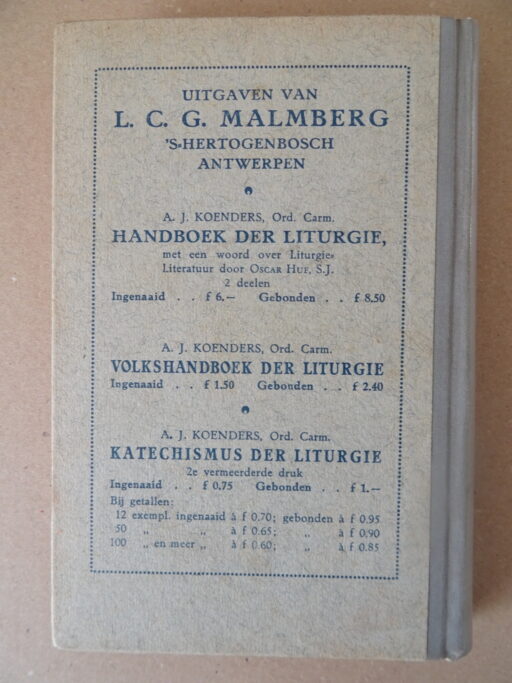 UITGAVEN VAN
L. C. G. MALMBERG
'S-HERTOGENBOSCH
ANTWERPEN
A. J. KOENDERS, Ord. Carm.
HANDBOEK DER LITURGIE,
met een woord over Liturgie-
Literatuur door OSCAR HUF, S.J.
2 deelen
Ingenaaid . . f 6.— Gebonden . . f 8.50
A. J. KOENDERS, Ord. Carm.
VOLKSHANDBOEK DER LITURGIE
Ingenaaid . . f 1.50 Gebonden . . f 2.40
A. J. KOENDERS, Ord. Carm.
KATECHISMUS DER LITURGIE
2e vermeerderde druk
Ingenaaid . . f 0.75 Gebonden . . f 1.—
Bij getallen:
12 exempl. ingenaaid à f 0.70; gebonden à f 0.95
50 „ „ à f 0.65; „ à f 0.90
100 „ en meer „ à f 0.60; „ à f 0.85